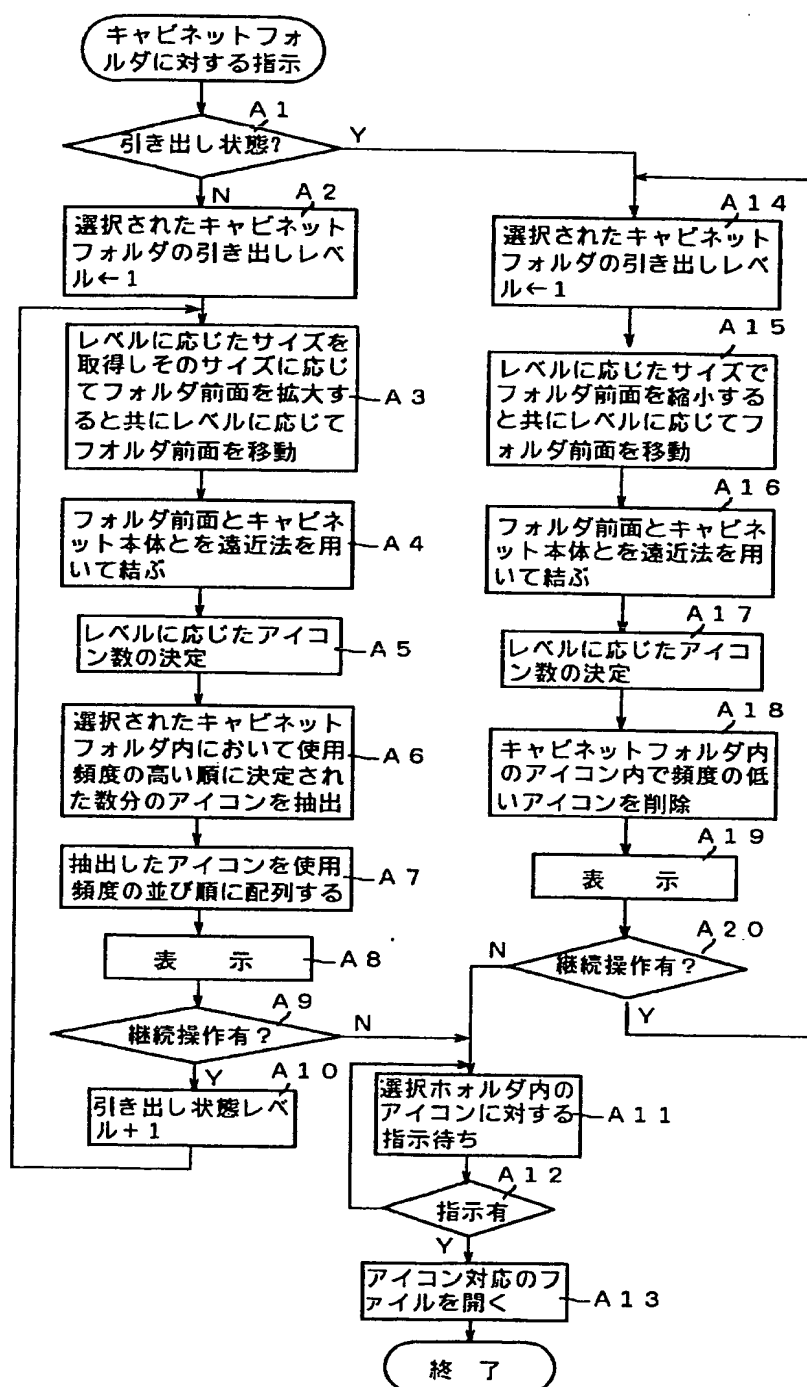 キャビネットフォ
ルダに対する指示
A1
引き出し状態?
Y
N
A2
選択されたキャビネット
フォルダの引き出しレベ
ル←1
レベルに応じたサイズを
取得しそのサイズに応じ
てフォルダ前面を拡大す
ると共にレベルに応じて
フオルダ前面を移動
A3
フォルダ前面とキャビネ
ット本体とを遠近法を用
いて結ぶ
A4
レベルに応じたアイコ
ン数の決定
A5
選択されたキャビネット
フォルダ内において使用
頻度の高い順に決定され
た数分のアイコンを抽出
A6
抽出したアイコンを使用
頻度の並び順に配列する
A7
表 示
A8
A9
継続操作有?
N
Y
A10
引き出し状態レベ
ル+1
A14
選択されたキャビネット
フォルダの引き出しレベ
ル←1
A15
レベルに応じたサイズで
フォルダ前面を縮小する
と共にレベルに応じてフ
ォルダ前面を移動
A16
フォルダ前面とキャビネ
ット本体とを遠近法を用
いて結ぶ
A17
レベルに応じたアイコ
ン数の決定
A18
キャビネットフォルダ内
のアイコン内で頻度の低
いアイコンを削除
A19
表 示
A20
継続操作有?
N
Y
選択ホォルダ内の
アイコンに対する
指示待ち
A11
A12
指示有
Y
アイコン対応のフ
ァイルを開く
A13
終 了